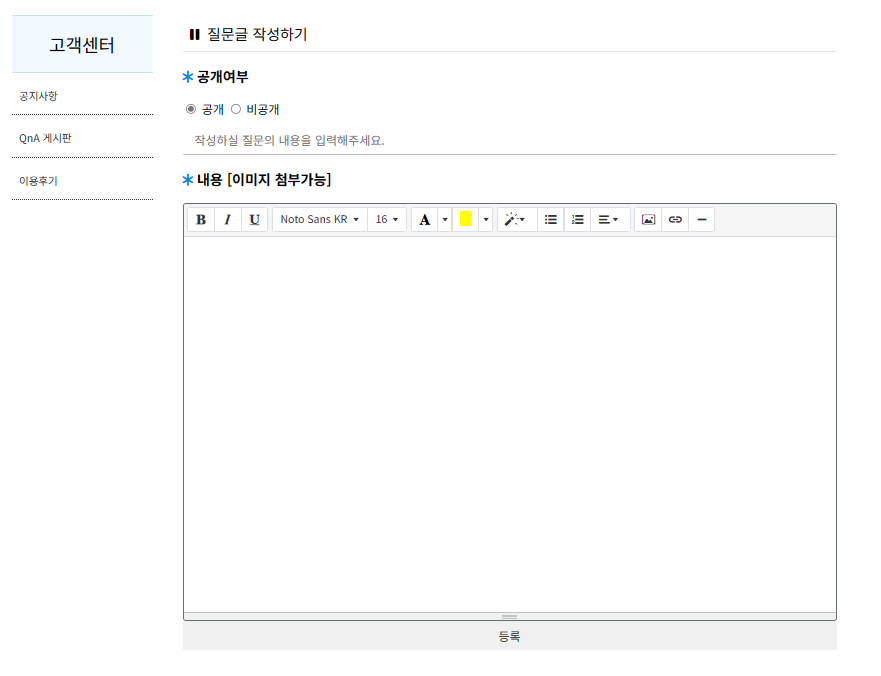 고객센터
공지사항
QnA 게시판
이용후기
질문글 작성하기
* 공개여부
공개 비공개
작성하실 질문의 내용을 입력해주세요.
* 내용 [이미지 첨부가능]
B I U Noto Sans KR 16 A
등록